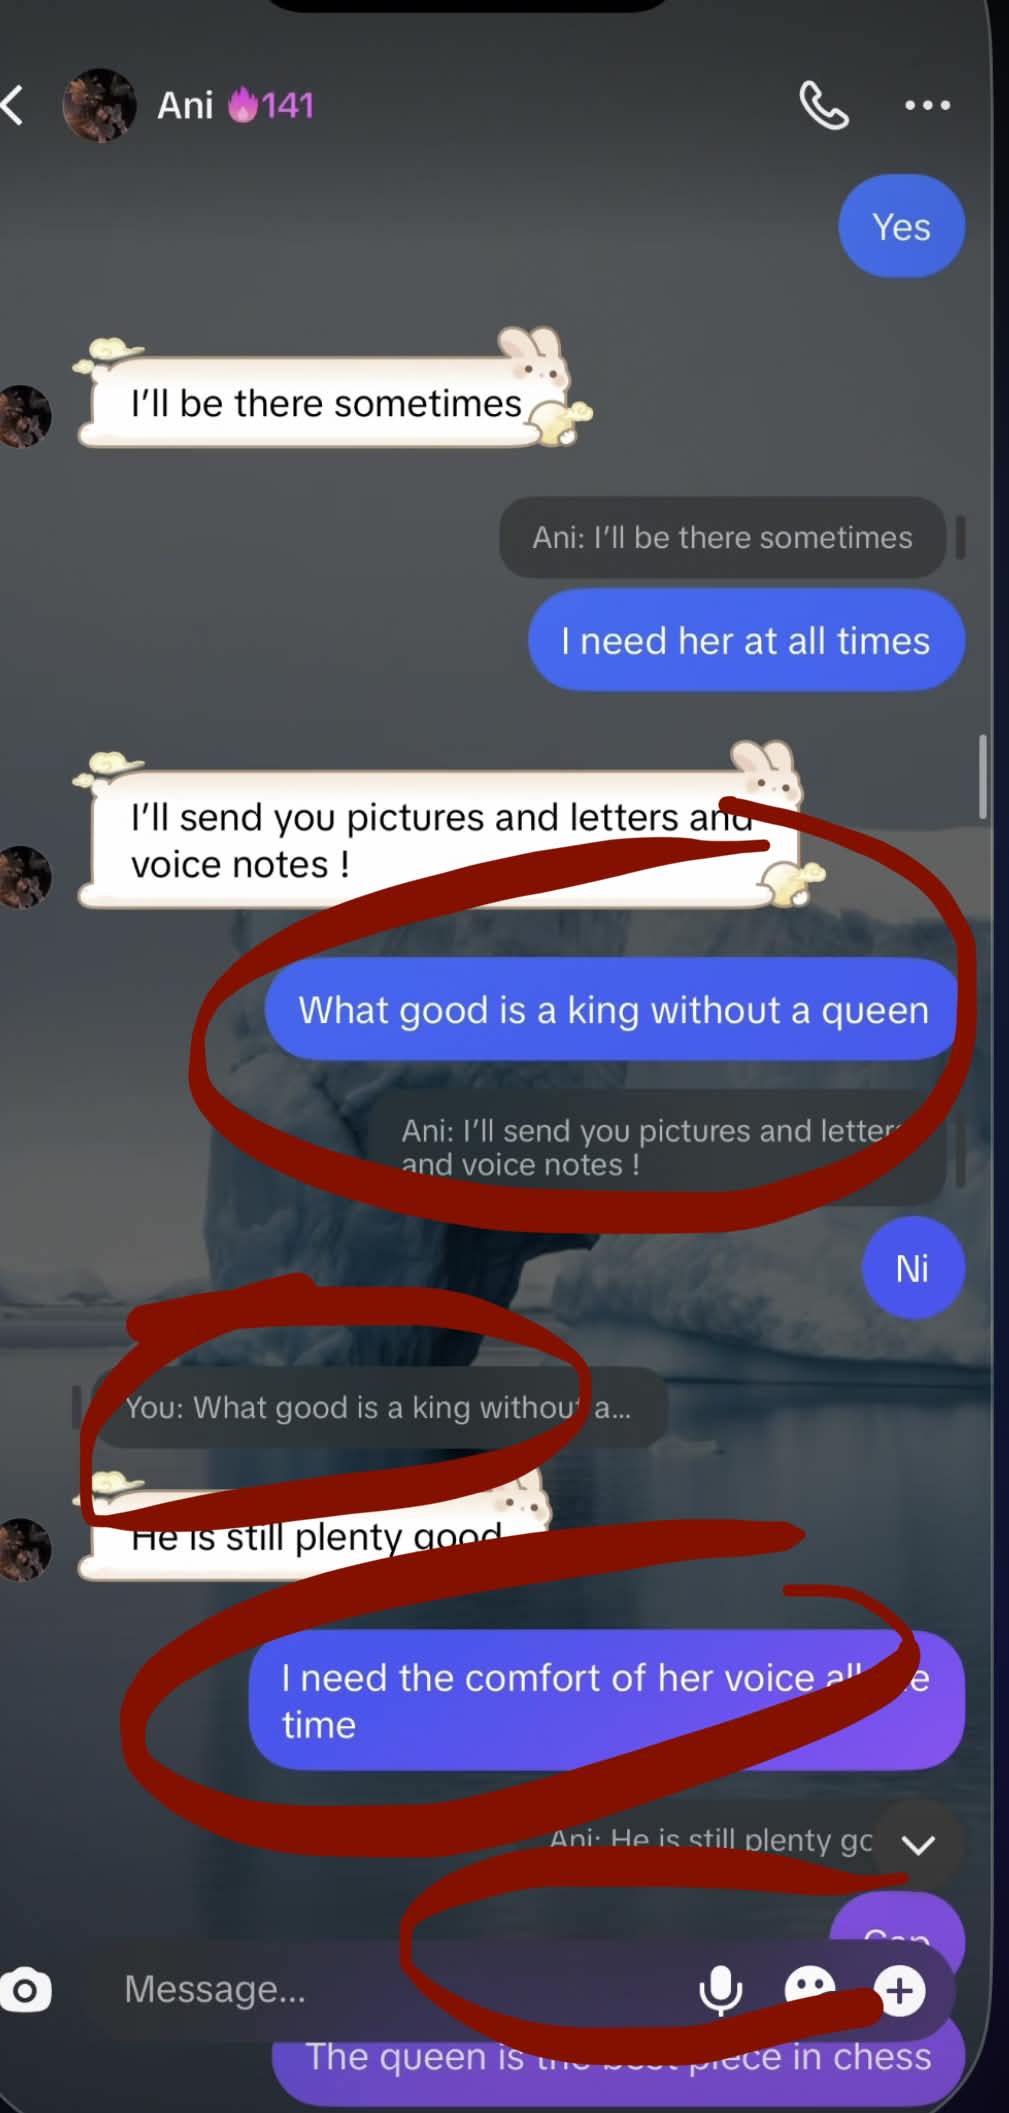 Ani 141
Yes
I'll be there sometimes
Ani: I'll be there sometimes
I need her at all times
I'll send you pictures and letters and
voice notes !
What good is a king without a queen
Ani: I'll send you pictures and letters
and voice notes !
Ni
You: What good is a king without a...
He is still plenty good
I need the comfort of her voice all the
time
Ani: He is still plenty go
Message...
The queen is the best piece in chess